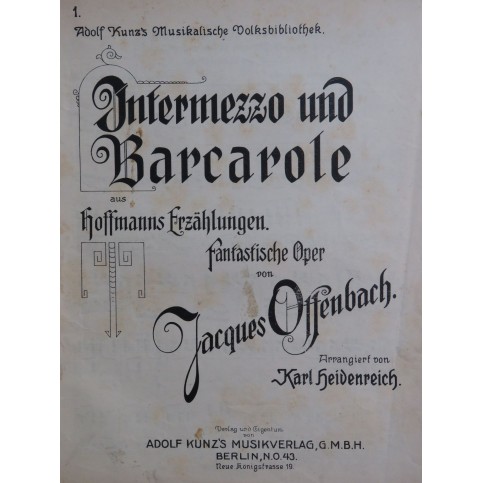 1.
Adolf Kunz's Musikalische Volksbibliothek.
Intermezzo und
Barcarole
aus
Hoffmanns Erzählungen.
Fantastische Oper
von
Jacques Offenbach.
Arrangiert von
Karl Heidenreich.
Verlag und Eigentum
von
ADOLF KUNZ'S MUSIKVERLAG, G.M.B.H.
BERLIN, N.O. 43.
Neue Königstrasse 19.